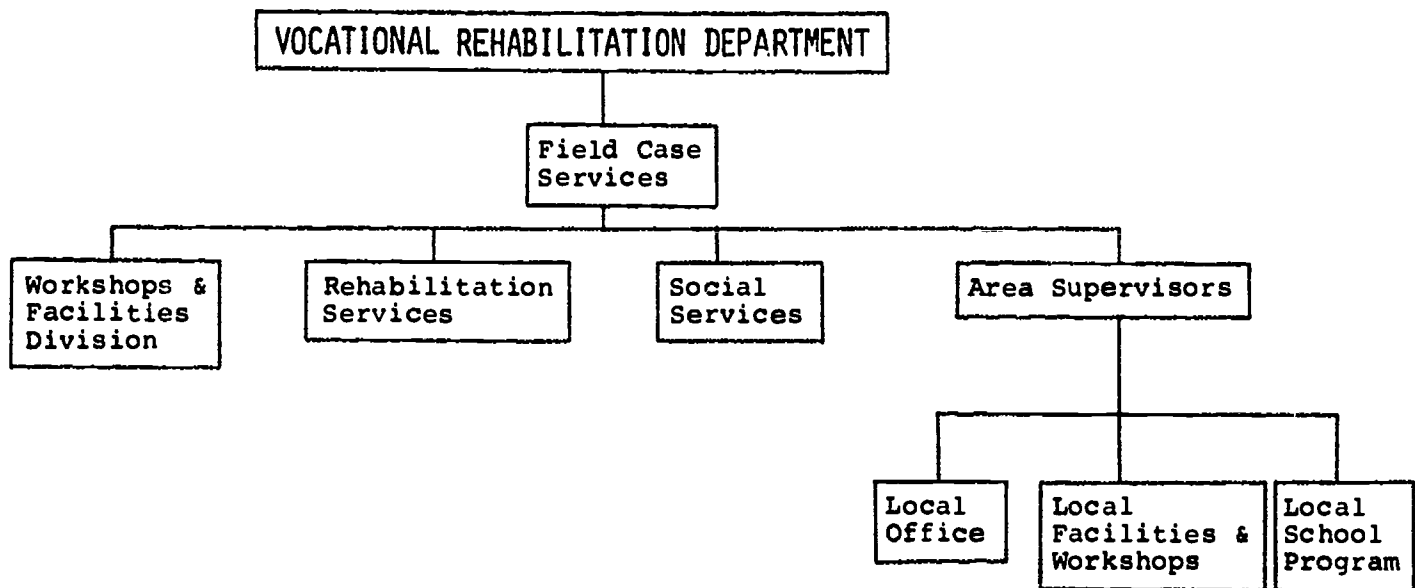 VOCATIONAL REHABILITATION DEPARTMENT
Field Case
Services
Workshops &
Facilities
Division
Rehabilitation
Services
Social
Services
Area Supervisors
Local
Office
Local
Facilities &
Workshops
Local
School
Program